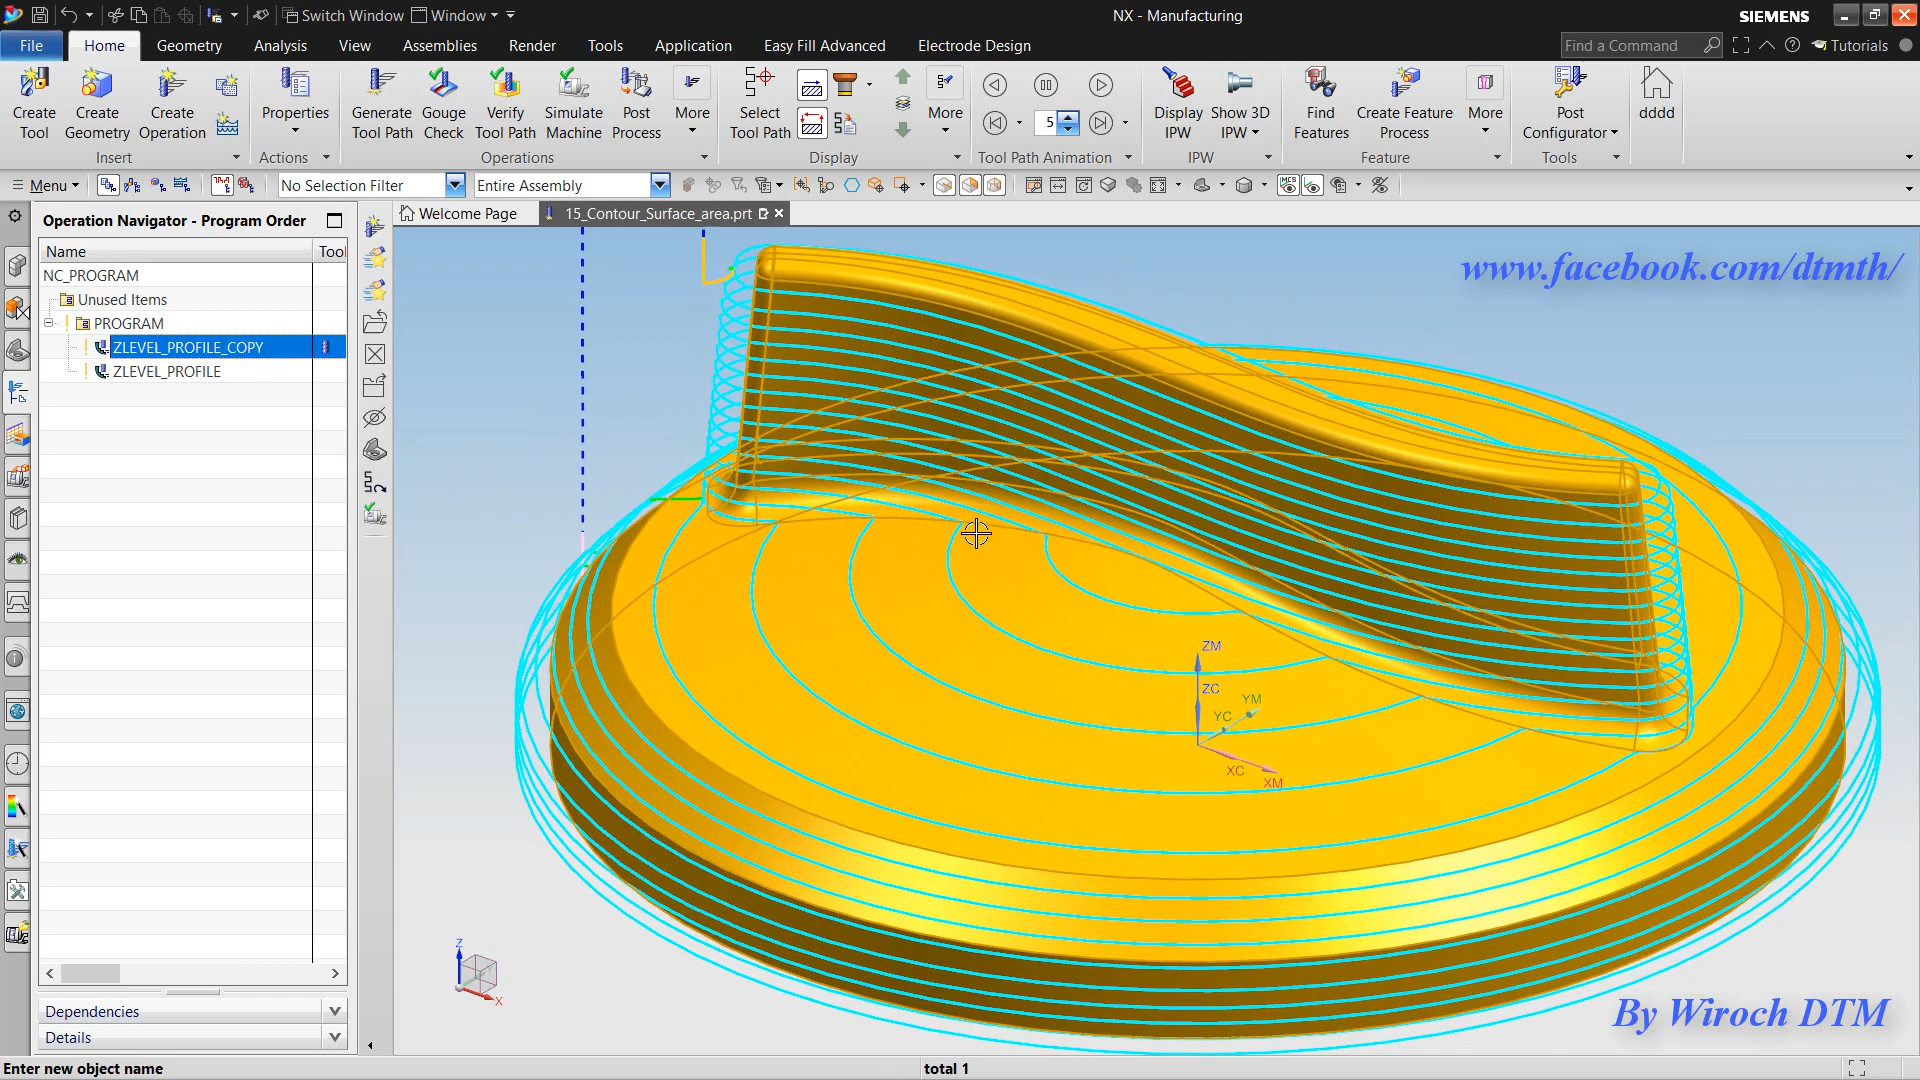 Switch Window Window NX - Manufacturing SIEMENS
File Home Geometry Analysis View Assemblies Render Tools Application Easy Fill Advanced Electrode Design Find a Command Tutorials
Create Tool Create Geometry Create Operation Properties Generate Tool Path Gouge Check Verify Tool Path Simulate Machine Post Process More Select Tool Path More 5 Display IPW Show 3D IPW Find Features Create Feature Process More Post Configurator dddd
Insert Actions Operations Display Tool Path Animation IPW Feature Tools
Menu No Selection Filter Entire Assembly
Operation Navigator - Program Order Welcome Page 15_Contour_Surface_area.prt
Name Tool
NC_PROGRAM
Unused Items
PROGRAM
ZLEVEL_PROFILE_COPY
ZLEVEL_PROFILE
www.facebook.com/dtmth/
ZM
ZC
YM
YC
XC
XM
Z
X
Dependencies
Details
By Wiroch DTM
Enter new object name total 1